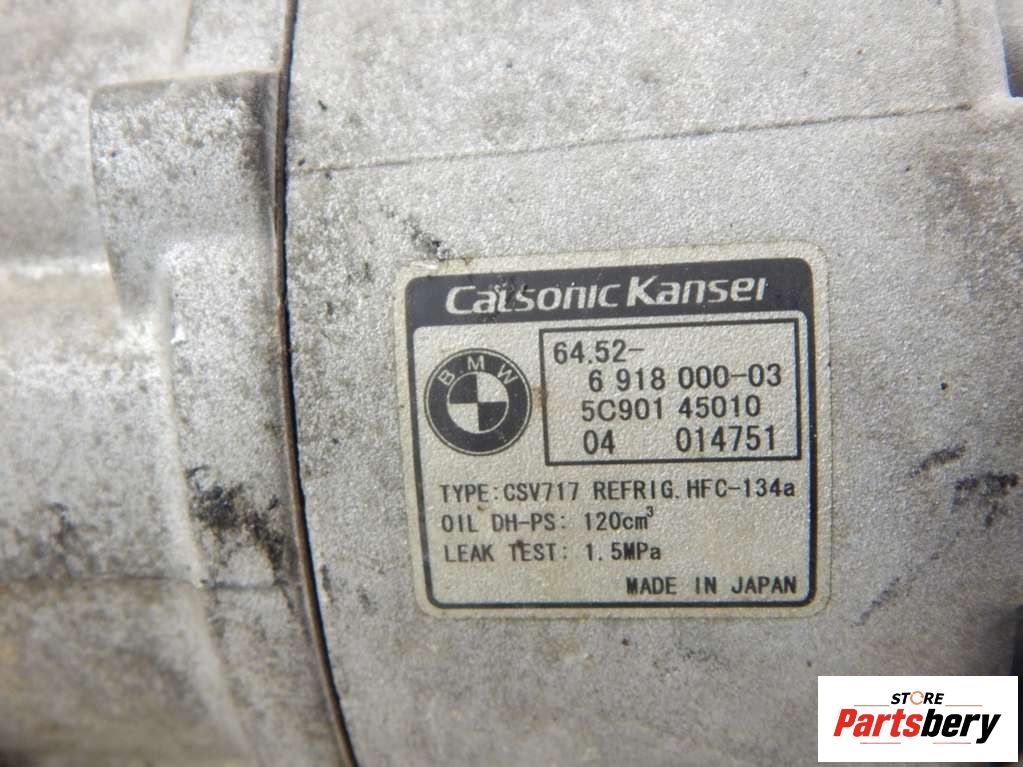 Calsonic Kansei
BMW
64.52-
6 918 000-03
5C901 45010
04 014751
TYPE:CSV717 REFRIG.HFC-134a
OIL DH-PS: 120cm³
LEAK TEST: 1.5MPa
MADE IN JAPAN
STORE
Partsbery